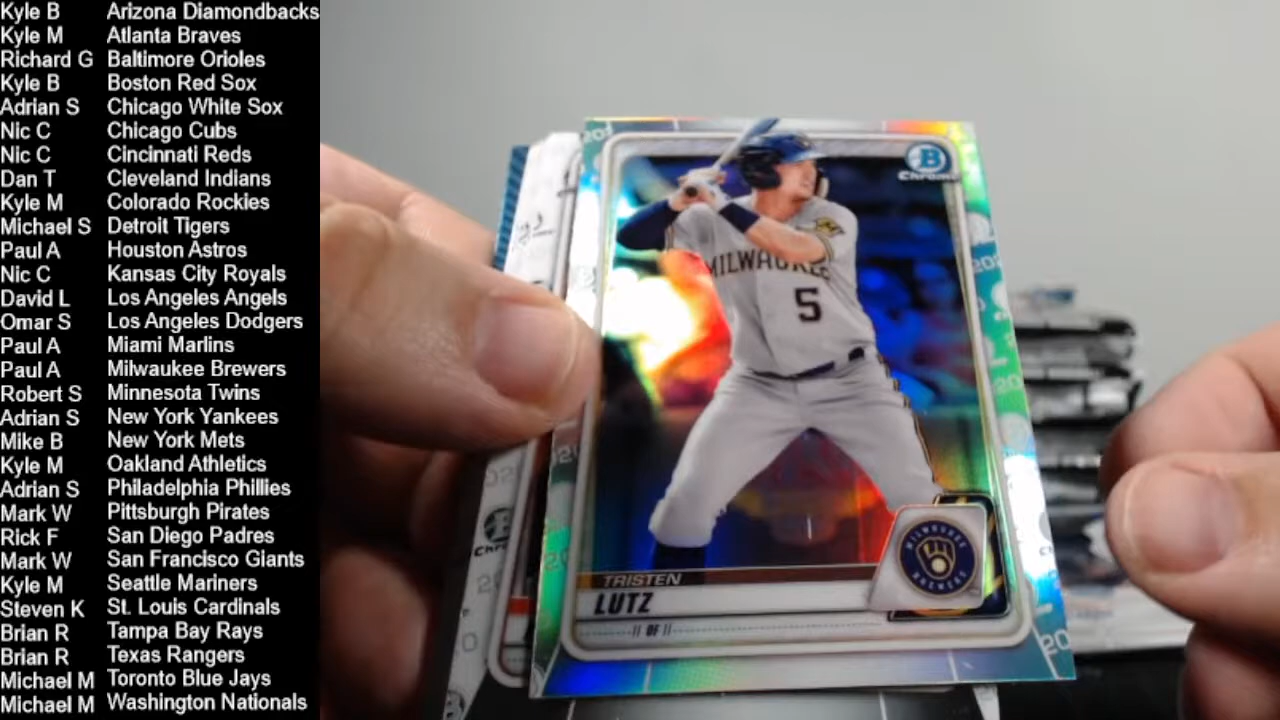 Kyle B Arizona Diamondbacks
Kyle M Atlanta Braves
Richard G Baltimore Orioles
Kyle B Boston Red Sox
Adrian S Chicago White Sox
Nic C Chicago Cubs
Nic C Cincinnati Reds
Dan T Cleveland Indians
Kyle M Colorado Rockies
Michael S Detroit Tigers
Paul A Houston Astros
Nic C Kansas City Royals
David L Los Angeles Angels
Omar S Los Angeles Dodgers
Paul A Miami Marlins
Paul A Milwaukee Brewers
Robert S Minnesota Twins
Adrian S New York Yankees
Mike B New York Mets
Kyle M Oakland Athletics
Adrian S Philadelphia Phillies
Mark W Pittsburgh Pirates
Rick F San Diego Padres
Mark W San Francisco Giants
Kyle M Seattle Mariners
Steven K St. Louis Cardinals
Brian R Tampa Bay Rays
Brian R Texas Rangers
Michael M Toronto Blue Jays
Michael M Washington Nationals
B
Chrome
MILWAUKEE
5
MILWAUKEE
BREWERS
TRISTEN
LUTZ
OF